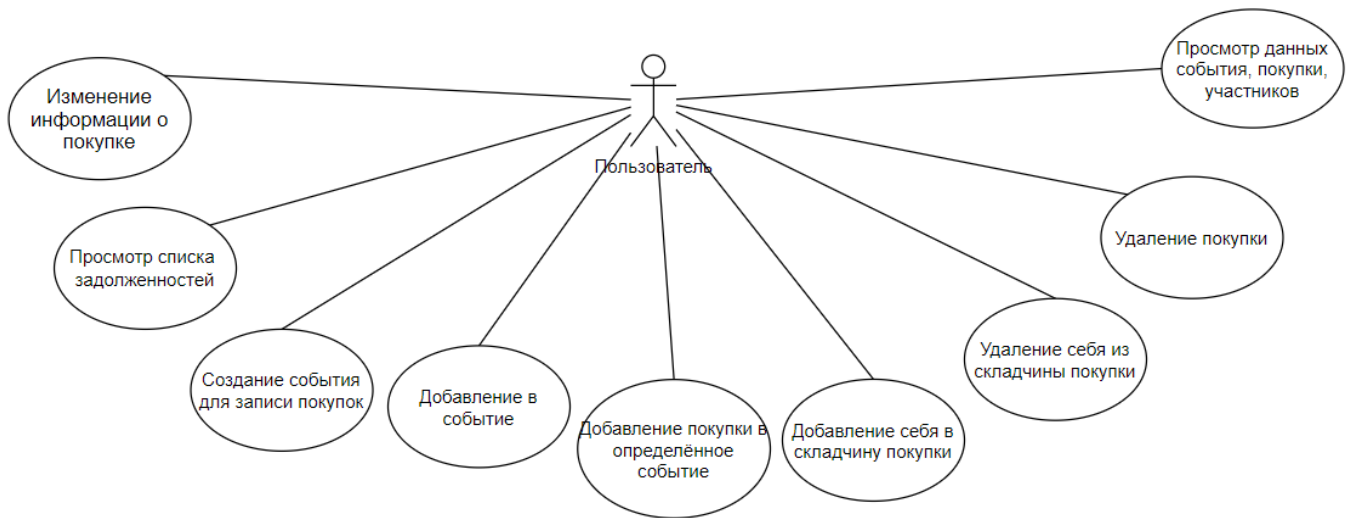 Изменение
информации о
покупке
Просмотр списка
задолженностей
Создание события
для записи покупок
Добавление в
событие
Пользователь
Добавление покупки в
определённое
событие
Добавление себя в
складчину покупки
Удаление себя из
складчины покупки
Удаление покупки
Просмотр данных
события, покупки,
участников